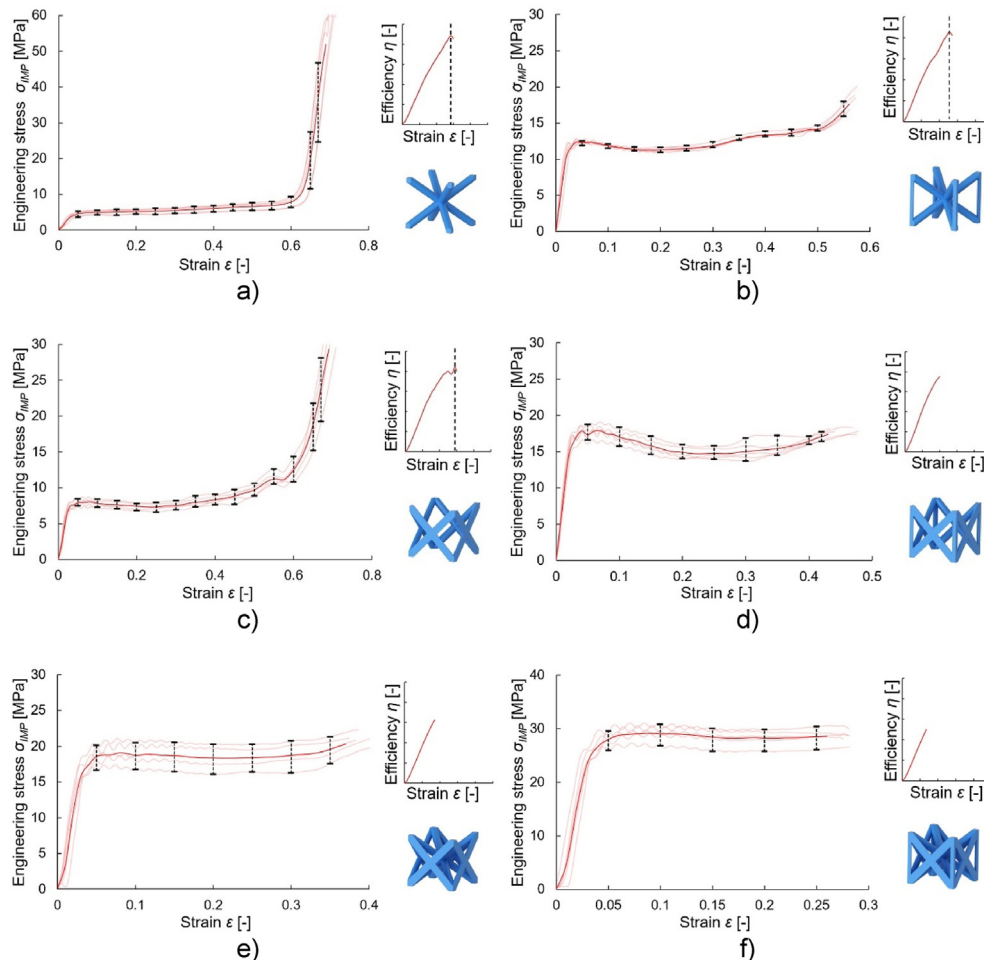 60
50
40
30
20
10
0
0
0.2
0.4
0.6
0.8
Engineering stress σIMP [MPa]
Strain ε [-]
Efficiency η [-]
Strain ε [-]
a)
30
25
20
15
10
5
0
0
0.1
0.2
0.3
0.4
0.5
0.6
Engineering stress σIMP [MPa]
Strain ε [-]
Efficiency η [-]
Strain ε [-]
b)
30
25
20
15
10
5
0
0
0.2
0.4
0.6
0.8
Engineering stress σIMP [MPa]
Strain ε [-]
Efficiency η [-]
Strain ε [-]
c)
30
25
20
15
10
5
0
0
0.1
0.2
0.3
0.4
0.5
Engineering stress σIMP [MPa]
Strain ε [-]
Efficiency η [-]
Strain ε [-]
d)
30
25
20
15
10
5
0
0
0.1
0.2
0.3
0.4
Engineering stress σIMP [MPa]
Strain ε [-]
Efficiency η [-]
Strain ε [-]
e)
40
30
20
10
0
0
0.05
0.1
0.15
0.2
0.25
0.3
Engineering stress σIMP [MPa]
Strain ε [-]
Efficiency η [-]
Strain ε [-]
f)